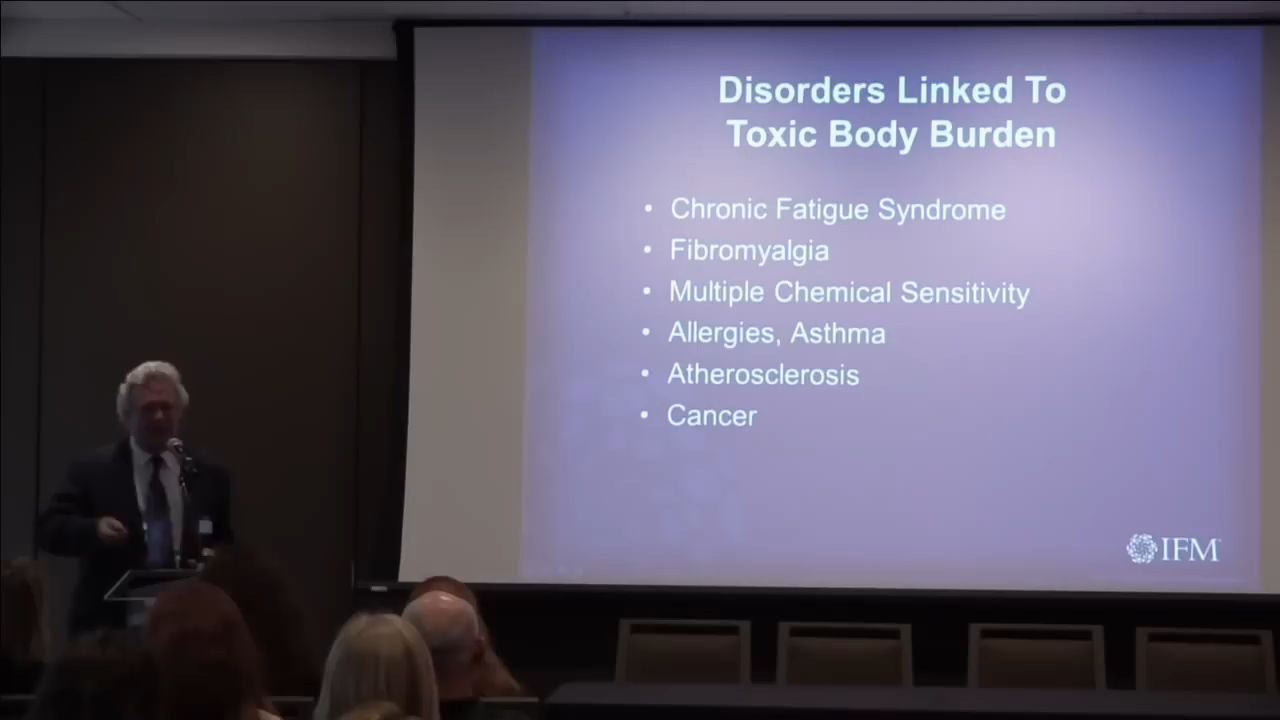 Disorders Linked To
Toxic Body Burden
• Chronic Fatigue Syndrome
• Fibromyalgia
• Multiple Chemical Sensitivity
• Allergies, Asthma
• Atherosclerosis
• Cancer
IFM